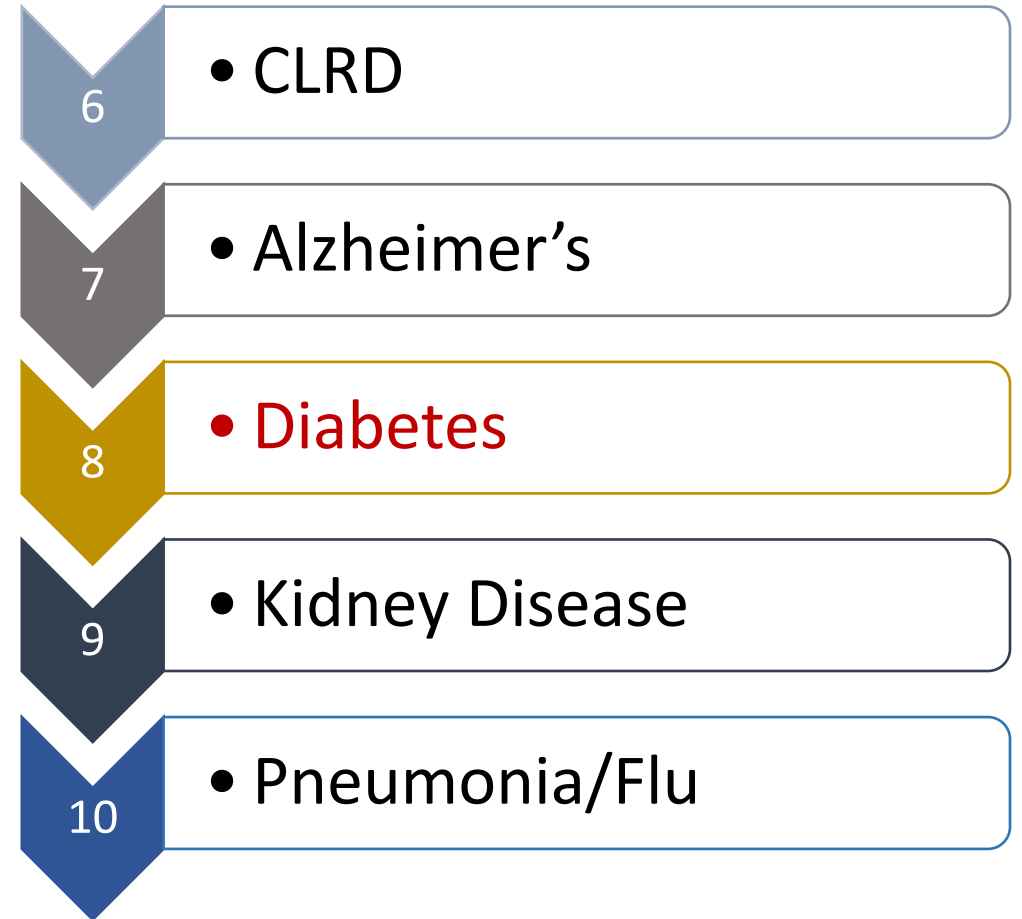 6
• CLRD
7
• Alzheimer’s
8
• Diabetes
9
• Kidney Disease
10
• Pneumonia/Flu